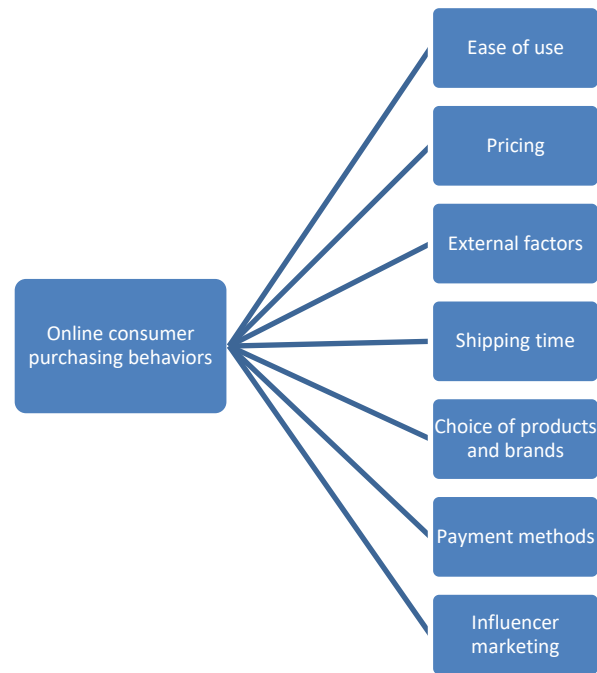 Ease of use
Pricing
External factors
Online consumer
purchasing behaviors
Shipping time
Choice of products
and brands
Payment methods
Influencer
marketing